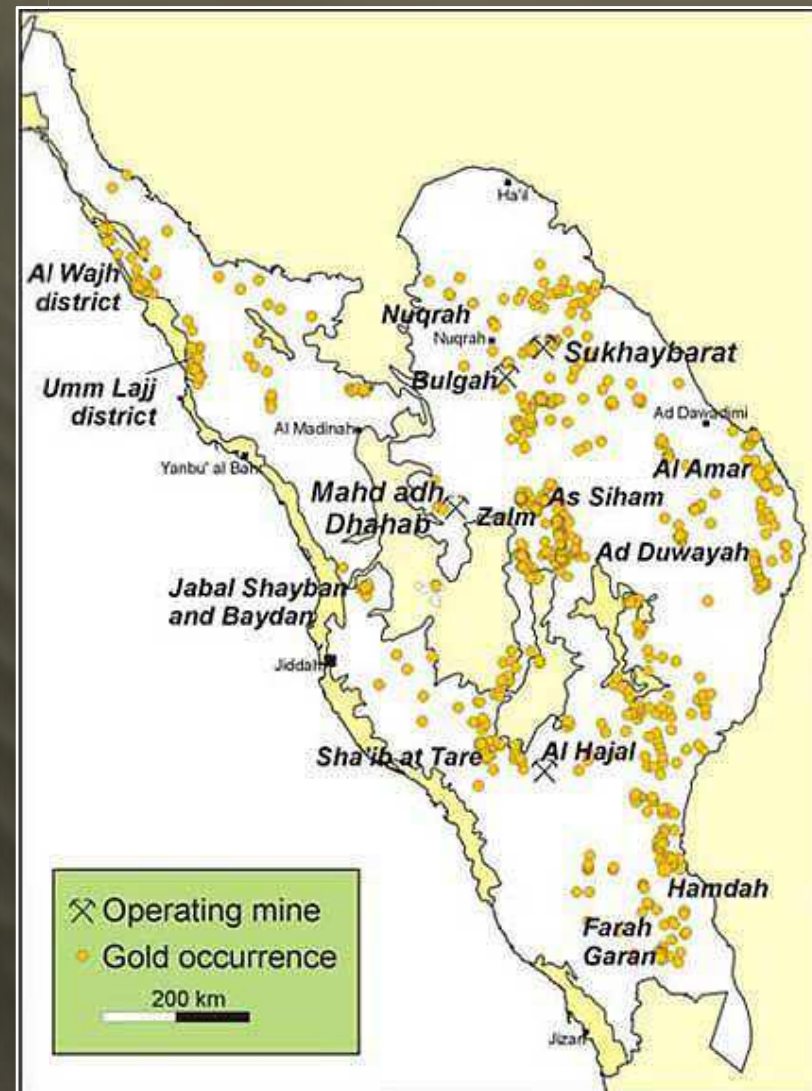 Ha'il
Al Wajh
district
Nuqrah
Nuqrah
Sukhaybarat
Bulgah
Umm Lajj
district
Ad Dawadimi
Al Madinah
Yanbu' al Bahr
Al Amar
Mahd adh
Dhahab
As Siham
Zalm
Ad Duwayah
Jabal Shayban
and Baydan
Jiddah
Sha'ib at Tare
Al Hajal
Hamdah
Farah
Garan
Operating mine
Gold occurrence
200 km
Jizan